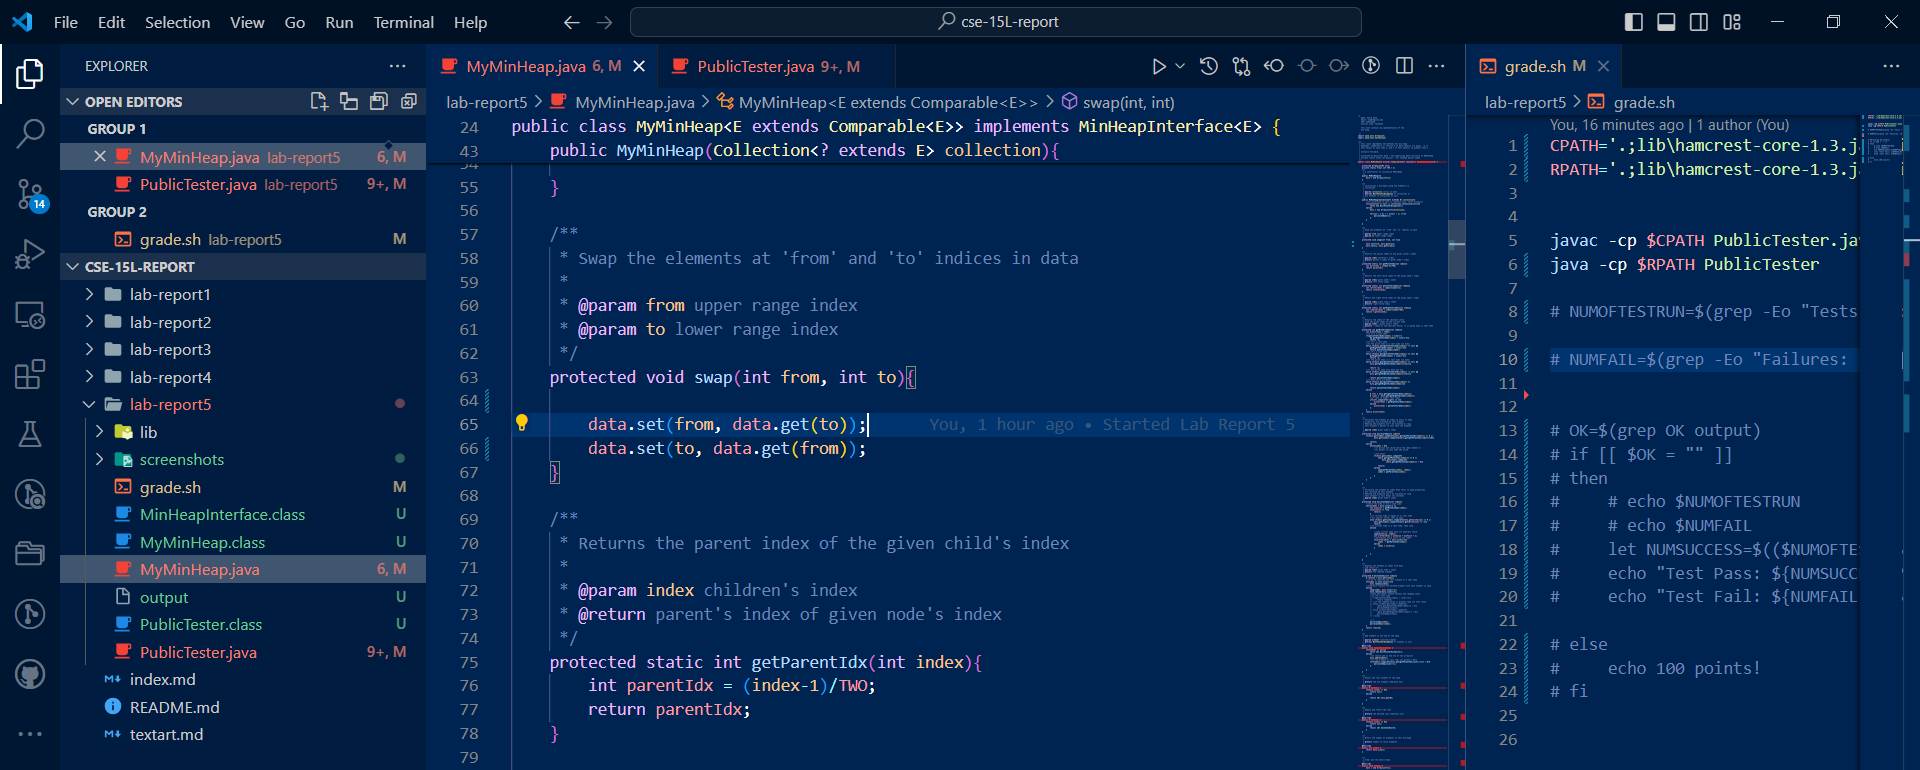 File Edit Selection View Go Run Terminal Help
cse-15L-report
EXPLORER
OPEN EDITORS
GROUP 1
MyMinHeap.java lab-report5 6, M
PublicTester.java lab-report5 9+, M
GROUP 2
grade.sh lab-report5 M
CSE-15L-REPORT
lab-report1
lab-report2
lab-report3
lab-report4
lab-report5
lib
screenshots
grade.sh M
MinHeapInterface.class U
MyMinHeap.class U
MyMinHeap.java 6, M
output U
PublicTester.class U
PublicTester.java 9+, M
index.md
README.md
textart.md
14
MyMinHeap.java 6, M
PublicTester.java 9+, M
lab-report5 > MyMinHeap.java > MyMinHeap<E extends Comparable<E>> > swap(int, int)
24 public class MyMinHeap<E extends Comparable<E>> implements MinHeapInterface<E> {
43 public MyMinHeap(Collection<? extends E> collection){
55 }
56
57 /**
58 * Swap the elements at 'from' and 'to' indices in data
59 *
60 * @param from upper range index
61 * @param to lower range index
62 */
63 protected void swap(int from, int to){
64
65 data.set(from, data.get(to)); You, 1 hour ago • Started Lab Report 5
66 data.set(to, data.get(from));
67 }
68
69 /**
70 * Returns the parent index of the given child's index
71 *
72 * @param index children's index
73 * @return parent's index of given node's index
74 */
75 protected static int getParentIdx(int index){
76 int parentIdx = (index-1)/TWO;
77 return parentIdx;
78 }
79
grade.sh M
lab-report5 > grade.sh
You, 16 minutes ago | 1 author (You)
1 CPATH='.;lib\hamcrest-core-1.3.j
2 RPATH='.;lib\hamcrest-core-1.3.j
3
4
5 javac -cp $CPATH PublicTester.ja
6 java -cp $RPATH PublicTester
7
8 # NUMOFTESTRUN=$(grep -Eo "Tests
9
10 # NUMFAIL=$(grep -Eo "Failures:
11
12
13 # OK=$(grep OK output)
14 # if [[ $OK = "" ]]
15 # then
16 # # echo $NUMOFTESTRUN
17 # # echo $NUMFAIL
18 # let NUMSUCCESS=$(($NUMOFTE
19 # echo "Test Pass: ${NUMSUCC
20 # echo "Test Fail: ${NUMFAIL
21
22 # else
23 # echo 100 points!
24 # fi
25
26